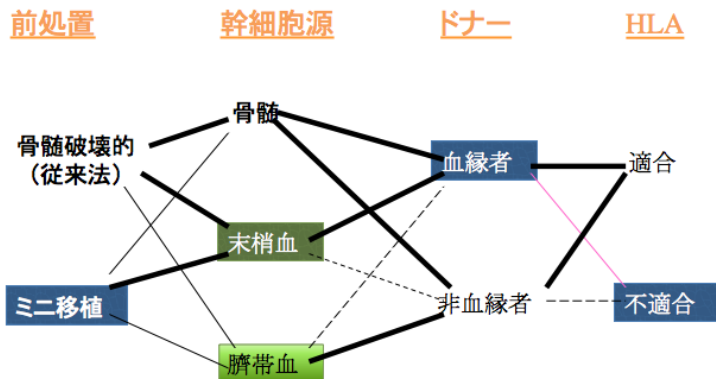 前処置
幹細胞源
ドナー
HLA
骨髄
骨髄破壊的
（従来法）
血縁者
適合
末梢血
ミニ移植
非血縁者
不適合
臍帯血